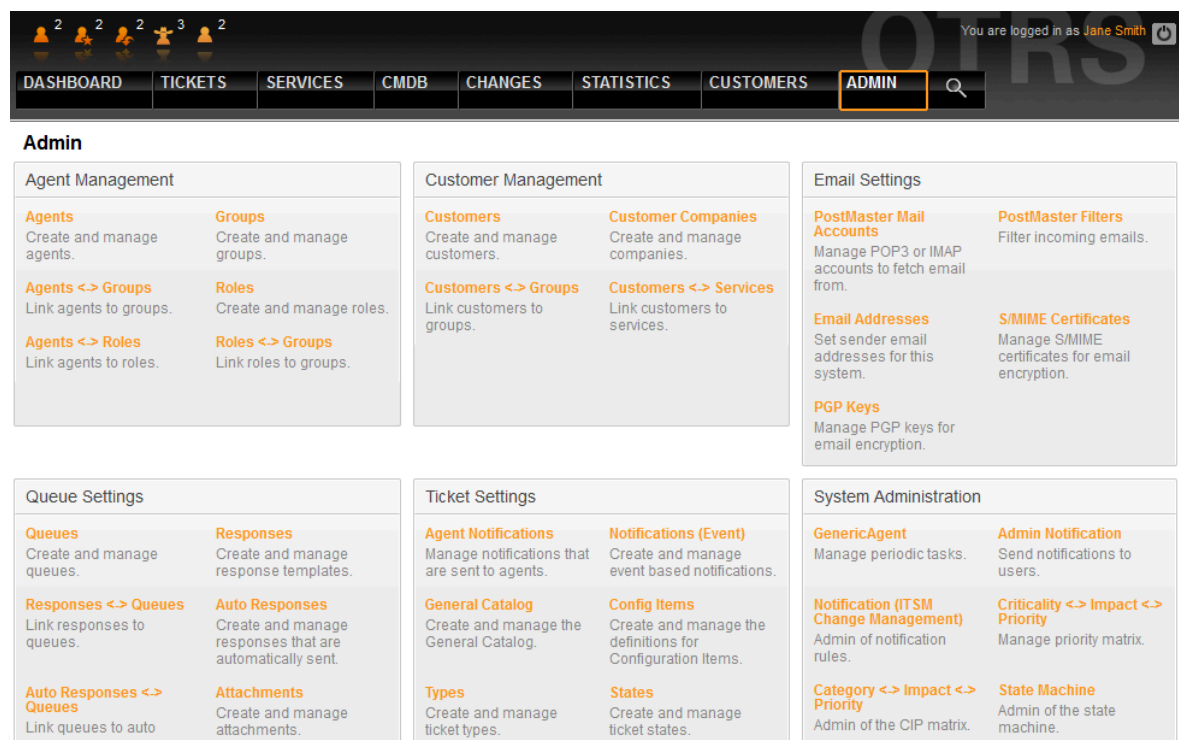 2 2 2 3 2
OTRS
You are logged in as Jane Smith
DASHBOARD TICKETS SERVICES CMDB CHANGES STATISTICS CUSTOMERS ADMIN
Admin
Agent Management
Agents
Create and manage
agents.
Groups
Create and manage
groups.
Agents <-> Groups
Link agents to groups.
Roles
Create and manage roles.
Agents <-> Roles
Link agents to roles.
Roles <-> Groups
Link roles to groups.
Customer Management
Customers
Create and manage
customers.
Customer Companies
Create and manage
companies.
Customers <-> Groups
Link customers to
groups.
Customers <-> Services
Link customers to
services.
Email Settings
PostMaster Mail
Accounts
Manage POP3 or IMAP
accounts to fetch email
from.
PostMaster Filters
Filter incoming emails.
Email Addresses
Set sender email
addresses for this
system.
S/MIME Certificates
Manage S/MIME
certificates for email
encryption.
PGP Keys
Manage PGP keys for
email encryption.
Queue Settings
Queues
Create and manage
queues.
Responses
Create and manage
response templates.
Responses <-> Queues
Link responses to
queues.
Auto Responses
Create and manage
responses that are
automatically sent.
Auto Responses <->
Queues
Link queues to auto
Attachments
Create and manage
attachments.
Ticket Settings
Agent Notifications
Manage notifications that
are sent to agents.
Notifications (Event)
Create and manage
event based notifications.
General Catalog
Create and manage the
General Catalog.
Config Items
Create and manage the
definitions for
Configuration Items.
Types
Create and manage
ticket types.
States
Create and manage
ticket states.
System Administration
GenericAgent
Manage periodic tasks.
Admin Notification
Send notifications to
users.
Notification (ITSM
Change Management)
Admin of notification
rules.
Criticality <-> Impact <->
Priority
Manage priority matrix.
Category <-> Impact <->
Priority
Admin of the CIP matrix.
State Machine
Admin of the state
machine.